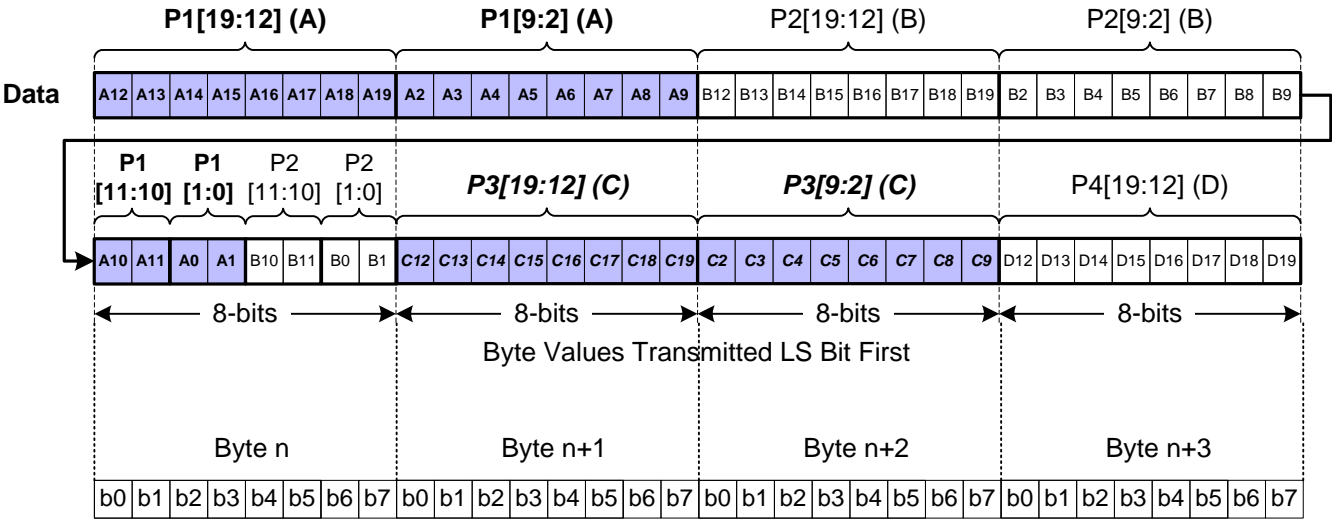 P1[19:12] (A) P1[9:2] (A) P2[19:12] (B) P2[9:2] (B)
Data A12 A13 A14 A15 A16 A17 A18 A19 A2 A3 A4 A5 A6 A7 A8 A9 B12 B13 B14 B15 B16 B17 B18 B19 B2 B3 B4 B5 B6 B7 B8 B9
P1 P1 P2 P2
[11:10] [1:0] [11:10] [1:0] P3[19:12] (C) P3[9:2] (C) P4[19:12] (D)
A10 A11 A0 A1 B10 B11 B0 B1 C12 C13 C14 C15 C16 C17 C18 C19 C2 C3 C4 C5 C6 C7 C8 C9 D12 D13 D14 D15 D16 D17 D18 D19
8-bits 8-bits 8-bits 8-bits
Byte Values Transmitted LS Bit First
Byte n Byte n+1 Byte n+2 Byte n+3
b0 b1 b2 b3 b4 b5 b6 b7 b0 b1 b2 b3 b4 b5 b6 b7 b0 b1 b2 b3 b4 b5 b6 b7 b0 b1 b2 b3 b4 b5 b6 b7